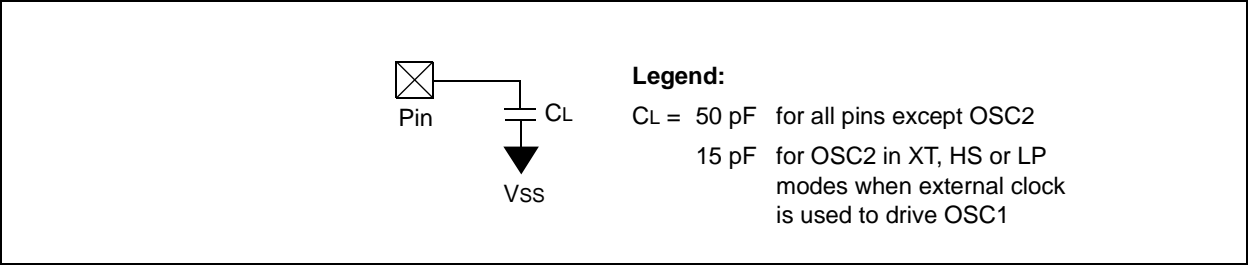 Pin
CL
VSS
Legend:
CL = 50 pF for all pins except OSC2
15 pF for OSC2 in XT, HS or LP
modes when external clock
is used to drive OSC1